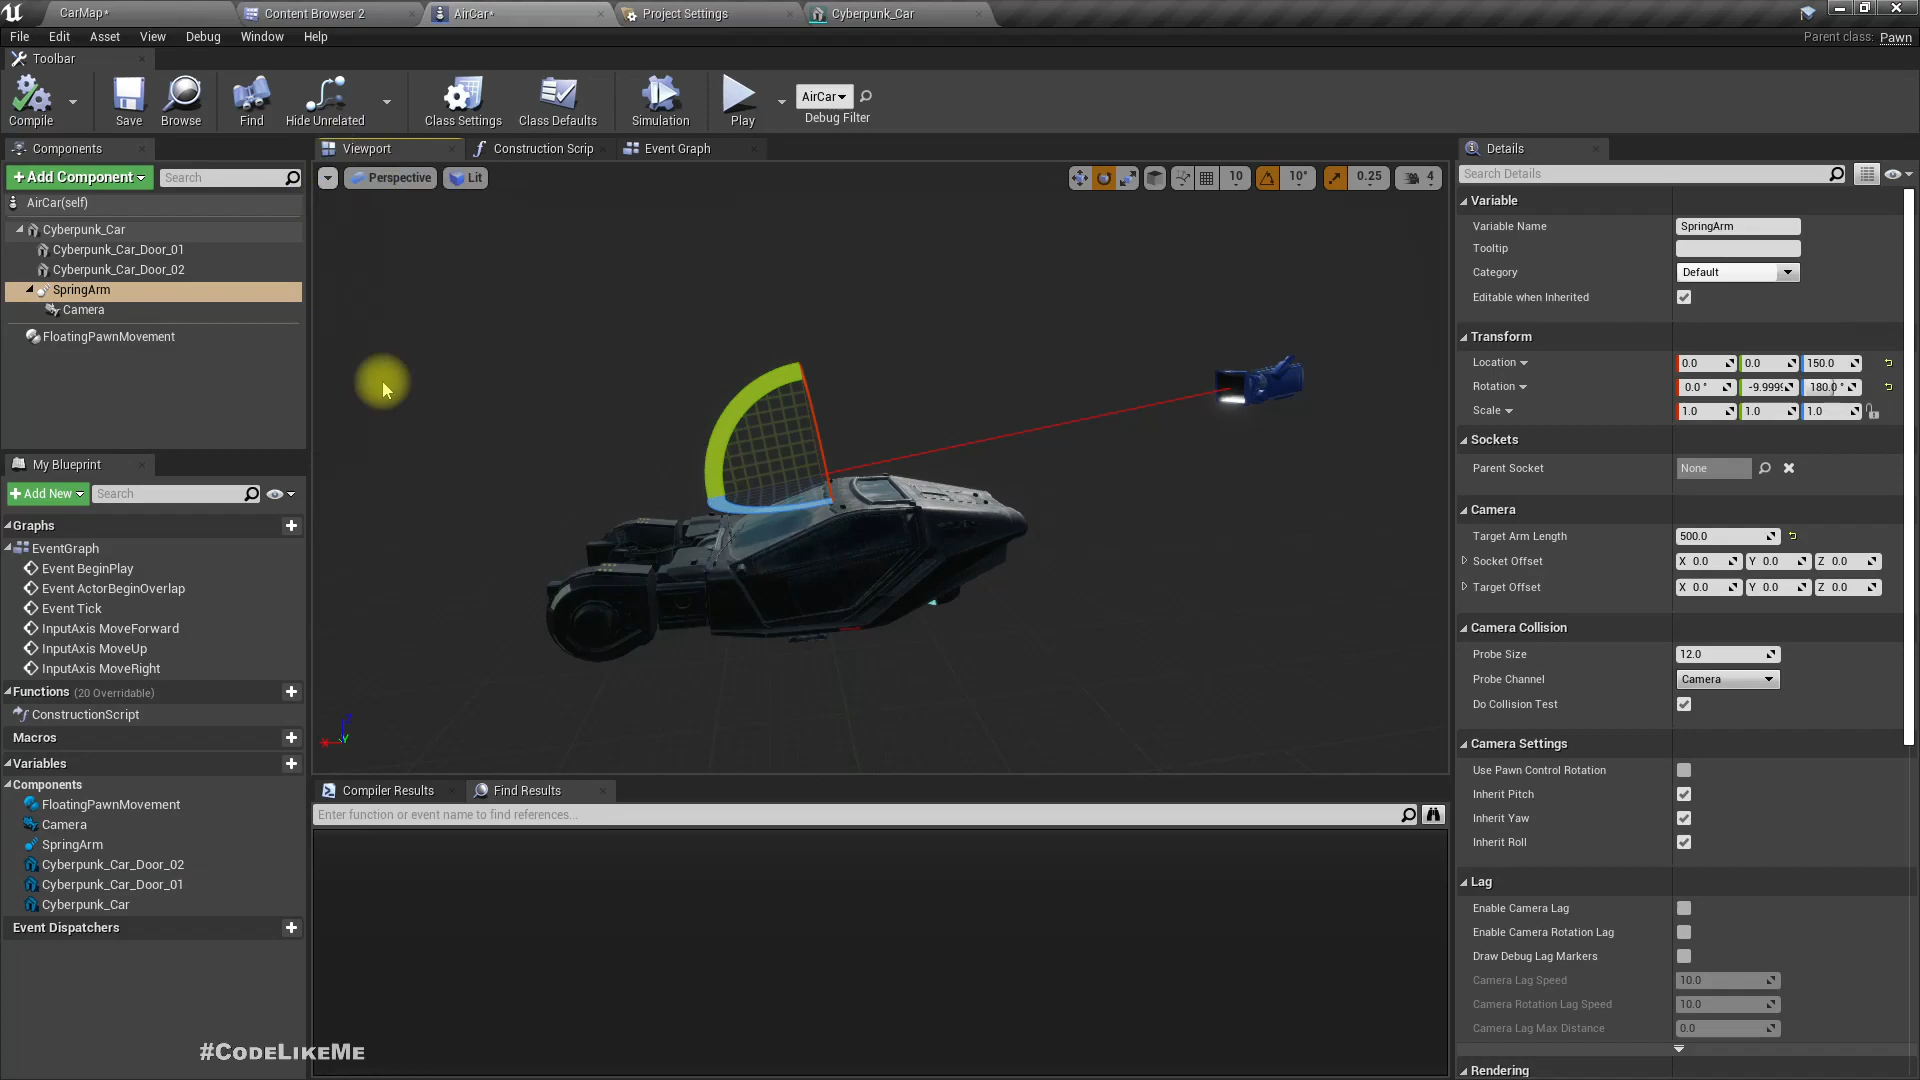 CarMap*
Content Browser 2
AirCar*
Project Settings
Cyberpunk_Car
File Edit Asset View Debug Window Help
Parent class: Pawn
Toolbar
Compile
Save
Browse
Find
Hide Unrelated
Class Settings
Class Defaults
Simulation
Play
AirCar
Debug Filter
Components
+Add Component
Search
AirCar(self)
Cyberpunk_Car
Cyberpunk_Car_Door_01
Cyberpunk_Car_Door_02
SpringArm
Camera
FloatingPawnMovement
My Blueprint
+Add New
Search
Graphs
EventGraph
Event BeginPlay
Event ActorBeginOverlap
Event Tick
InputAxis MoveForward
InputAxis MoveUp
InputAxis MoveRight
Functions (20 Overridable)
ConstructionScript
Macros
Variables
Components
FloatingPawnMovement
Camera
SpringArm
Cyberpunk_Car_Door_02
Cyberpunk_Car_Door_01
Cyberpunk_Car
Event Dispatchers
#CodeLikeMe
Viewport
Construction Scrip
Event Graph
Perspective
Lit
10
10°
0.25
4
Compiler Results
Find Results
Enter function or event name to find references...
Details
Search Details
Variable
Variable Name SpringArm
Tooltip
Category Default
Editable when Inherited
Transform
Location 0.0 0.0 150.0
Rotation 0.0 ° -9.999 180.0 °
Scale 1.0 1.0 1.0
Sockets
Parent Socket None
Camera
Target Arm Length 500.0
Socket Offset X 0.0 Y 0.0 Z 0.0
Target Offset X 0.0 Y 0.0 Z 0.0
Camera Collision
Probe Size 12.0
Probe Channel Camera
Do Collision Test
Camera Settings
Use Pawn Control Rotation
Inherit Pitch
Inherit Yaw
Inherit Roll
Lag
Enable Camera Lag
Enable Camera Rotation Lag
Draw Debug Lag Markers
Camera Lag Speed 10.0
Camera Rotation Lag Speed 10.0
Camera Lag Max Distance 0.0
Rendering